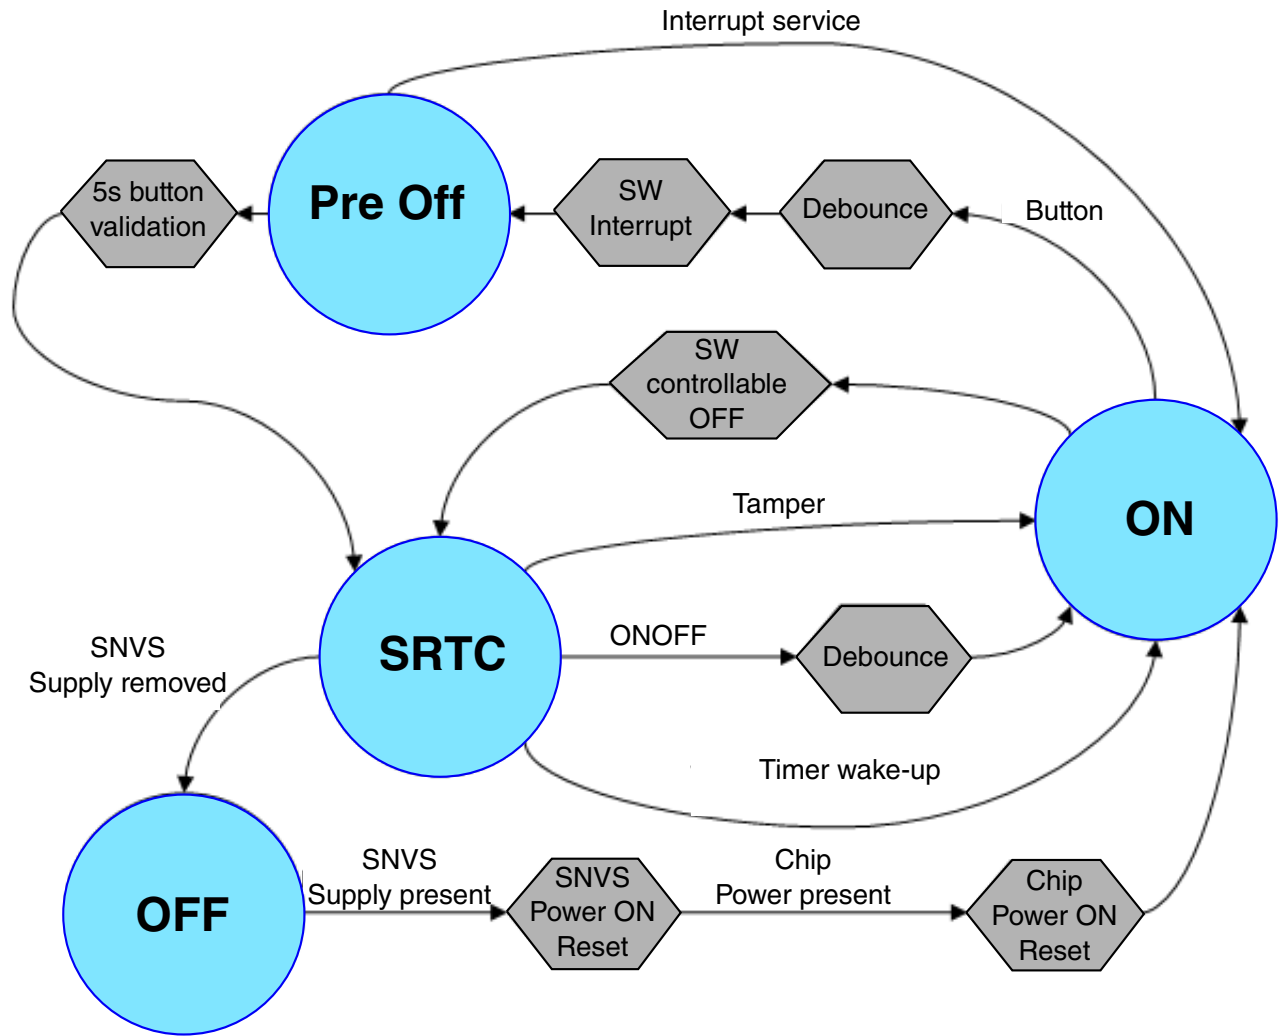 Interrupt service
5s button
validation
Pre Off
SW
Interrupt
Debounce
Button
SW
controllable
OFF
Tamper
ON
SRTC
ONOFF
Debounce
SNVS
Supply removed
Timer wake-up
OFF
SNVS
Supply present
SNVS
Power ON
Reset
Chip
Power present
Chip
Power ON
Reset